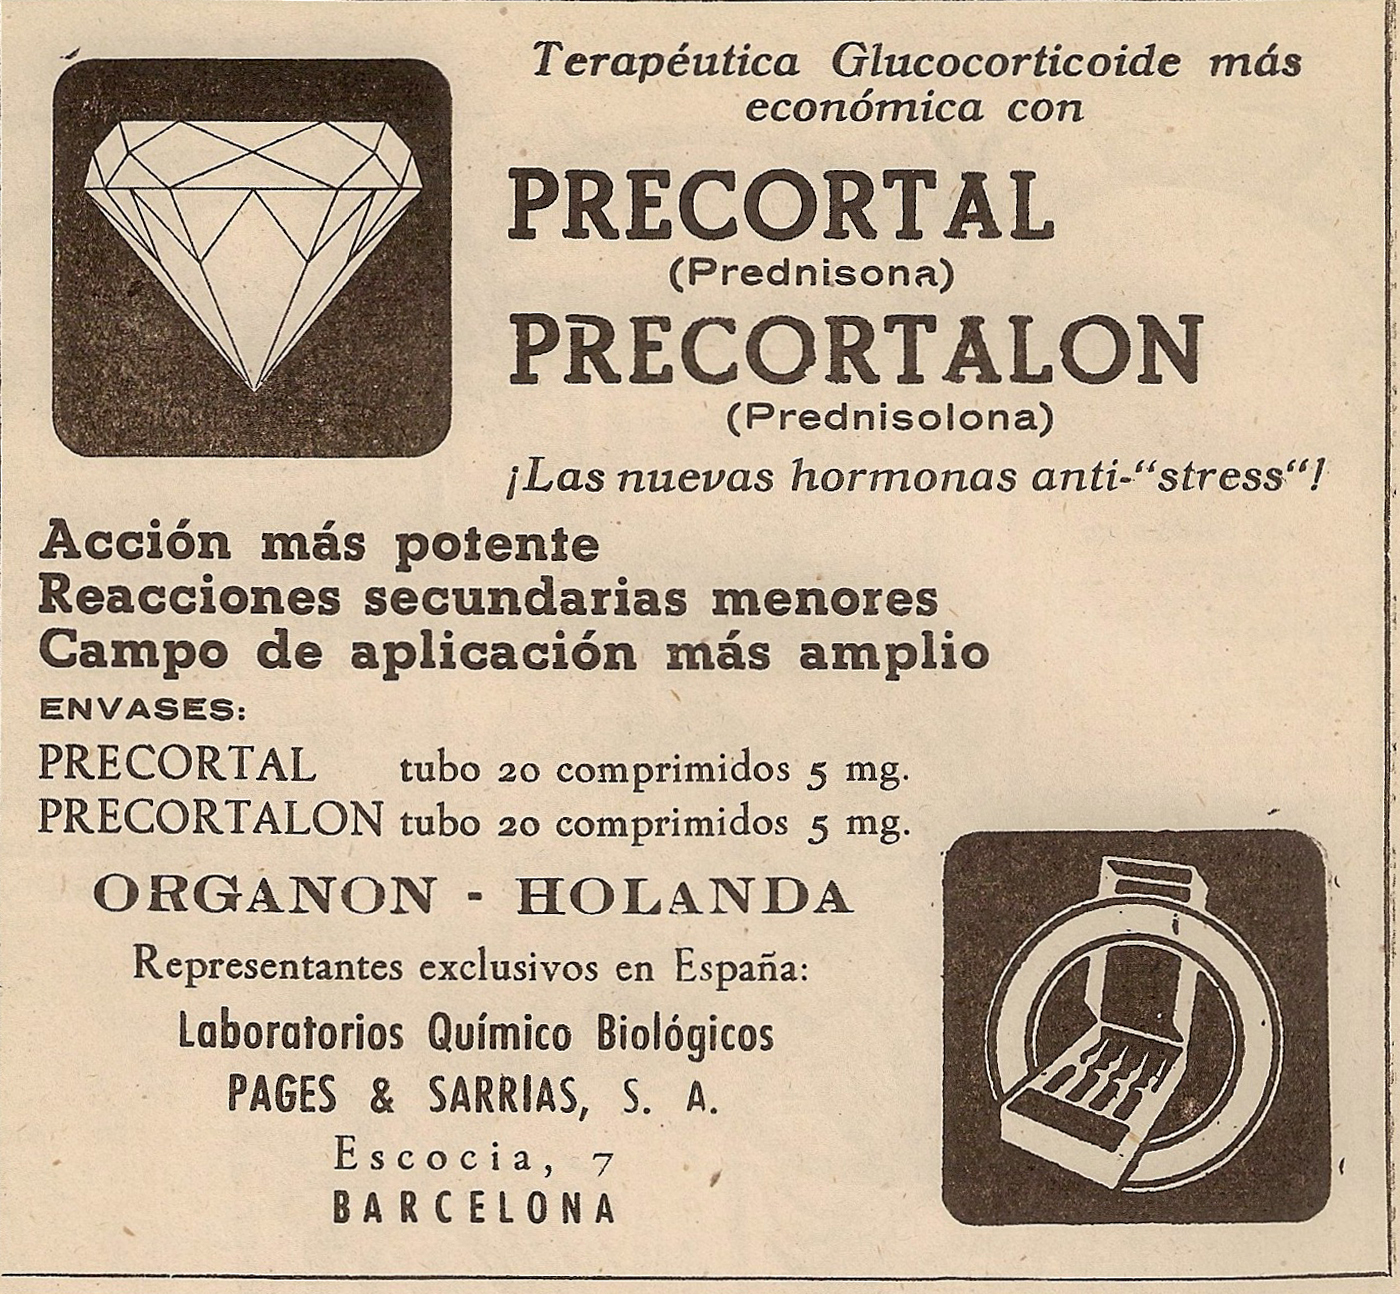 Terapéutica Glucocorticoide más
económica con
PRECORTAL
(Prednisona)
PRECORTALON
(Prednisolona)
¡Las nuevas hormonas anti-“stress“!
Acción más potente
Reacciones secundarias menores
Campo de aplicación más amplio
ENVASES:
PRECORTAL tubo 20 comprimidos 5 mg.
PRECORTALON tubo 20 comprimidos 5 mg.
ORGANON - HOLANDA
Representantes exclusivos en España:
Laboratorios Químico Biológicos
PAGES & SARRIAS, S. A.
Escocia, 7
BARCELONA